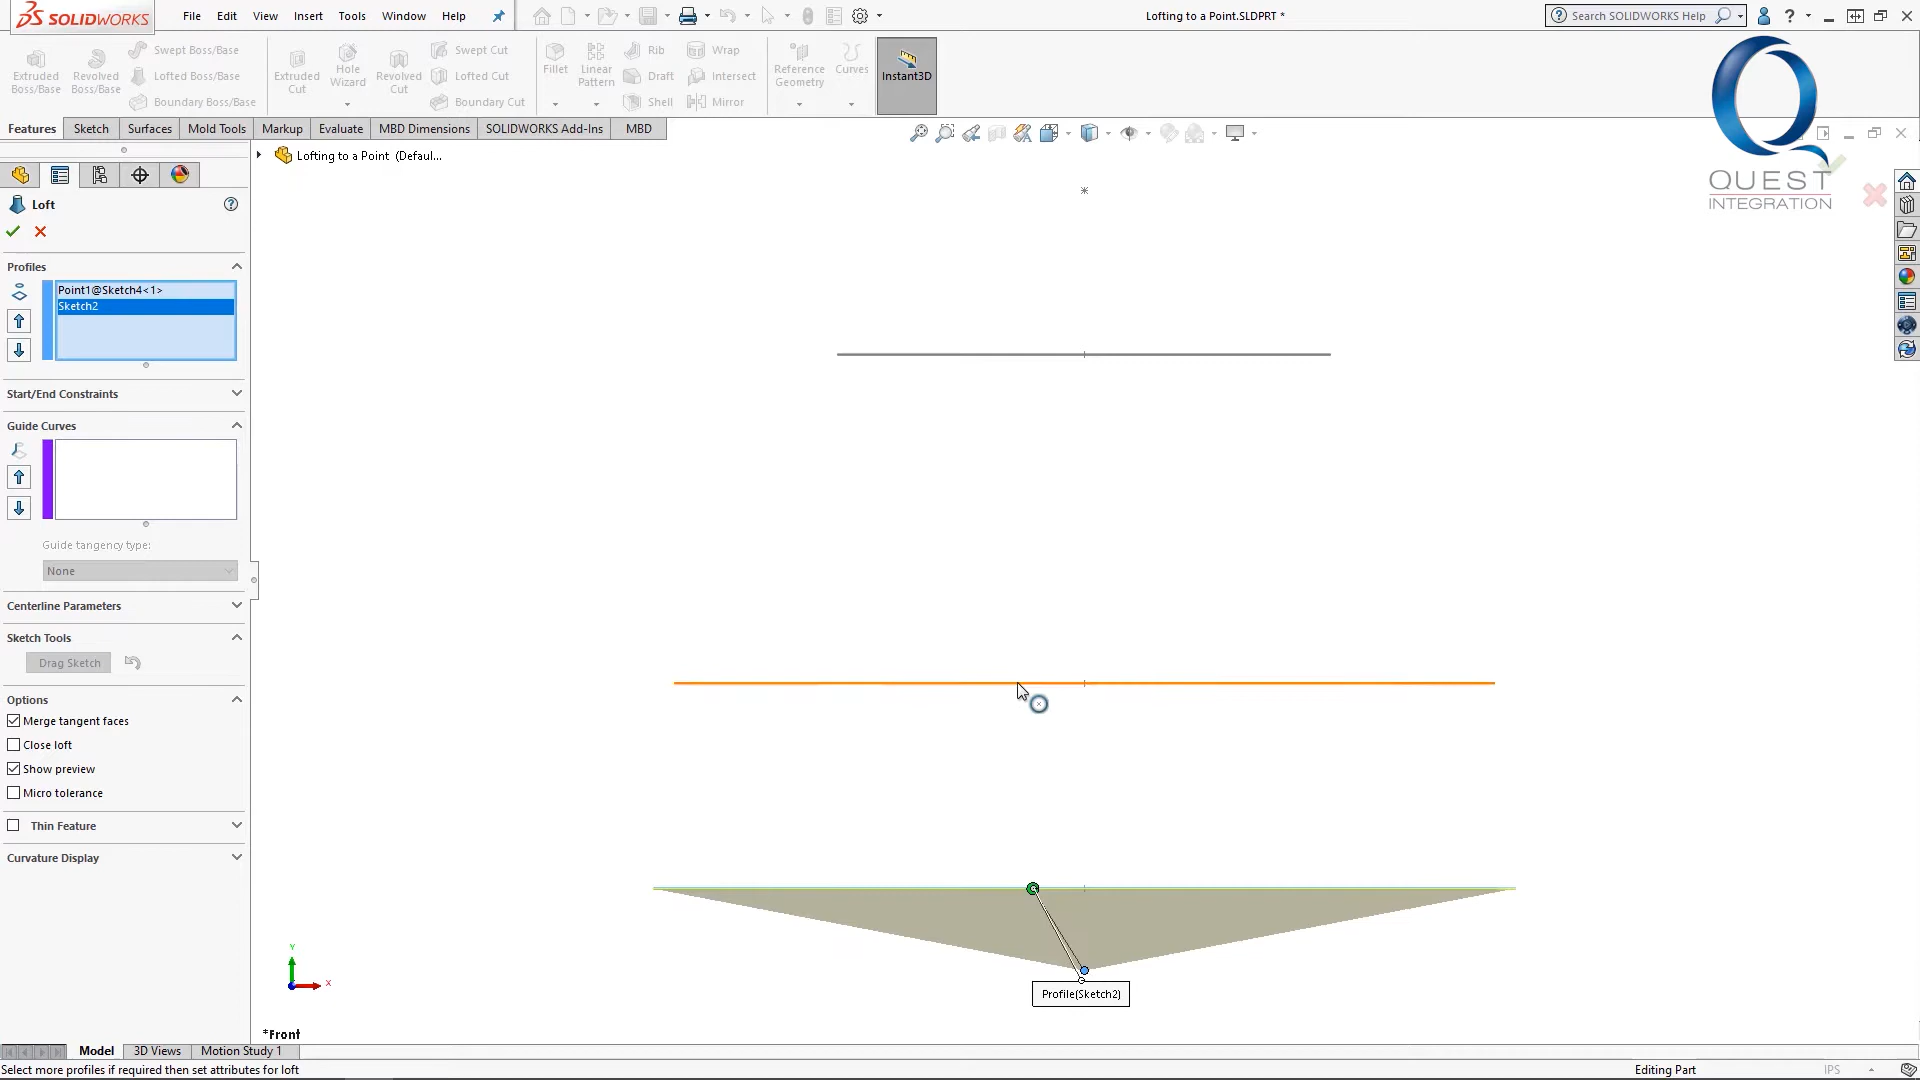 SOLIDWORKS File Edit View Insert Tools Window Help Lofting to a Point.SLDPRT * Search SOLIDWORKS Help
Extruded Boss/Base
Revolved Boss/Base
Swept Boss/Base
Lofted Boss/Base
Boundary Boss/Base
Extruded Cut
Hole Wizard
Revolved Cut
Swept Cut
Lofted Cut
Boundary Cut
Fillet
Linear Pattern
Rib
Draft
Shell
Wrap
Intersect
Mirror
Reference Geometry
Curves
Instant3D
Features Sketch Surfaces Mold Tools Markup Evaluate MBD Dimensions SOLIDWORKS Add-Ins MBD
Lofting to a Point (Defaul...
QUEST
INTEGRATION
Loft
Profiles
Point1@Sketch4<1>
Sketch2
Start/End Constraints
Guide Curves
Guide tangency type:
None
Centerline Parameters
Sketch Tools
Drag Sketch
Options
Merge tangent faces
Close loft
Show preview
Micro tolerance
Thin Feature
Curvature Display
Profile(Sketch2)
Y
X
*Front
Model 3D Views Motion Study 1
Select more profiles if required then set attributes for loft Editing Part IPS